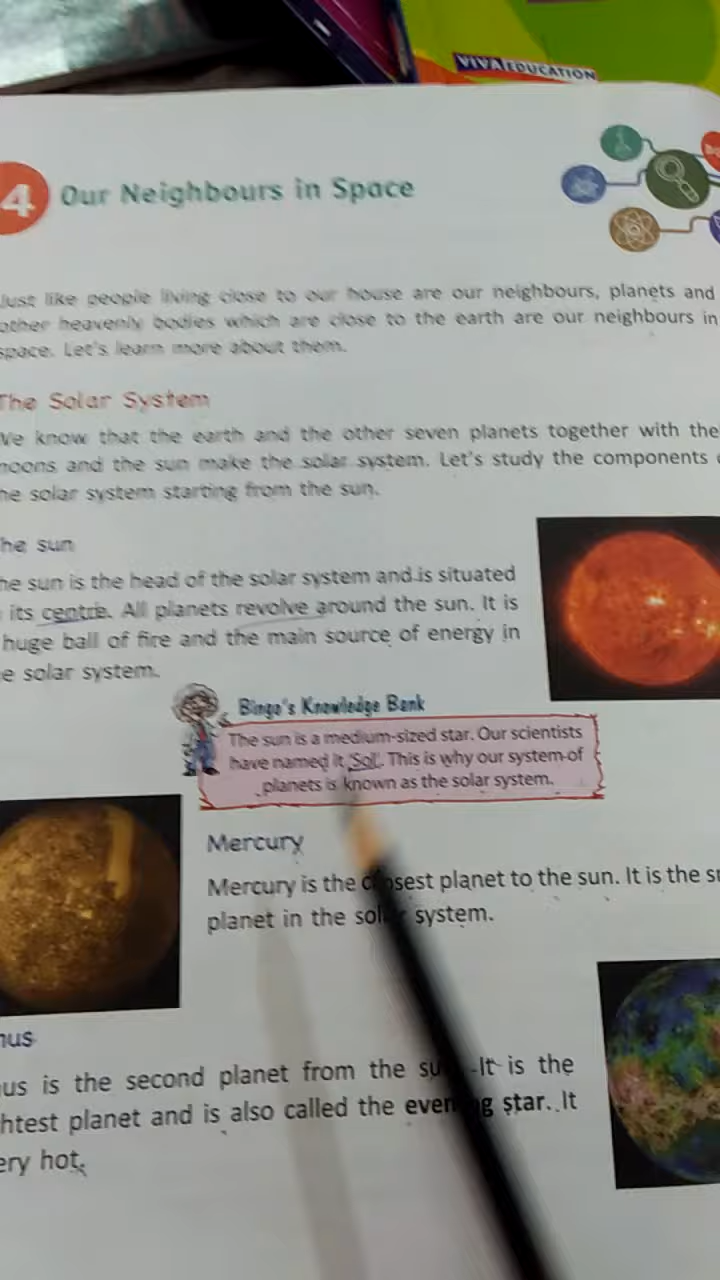 VIVA EDUCATION
4 Our Neighbours in Space
Just like people living close to our house are our neighbours, planets and
other heavenly bodies which are close to the earth are our neighbours in
space. Let's learn more about them.
The Solar System
We know that the earth and the other seven planets together with the
moons and the sun make the solar system. Let's study the components
the solar system starting from the sun.
The sun
The sun is the head of the solar system and is situated
its centre. All planets revolve around the sun. It is
huge ball of fire and the main source of energy in
solar system.
Bingo's Knowledge Bank
The sun is a medium-sized star. Our scientists
have named it 'Sol'. This is why our system of
planets is known as the solar system.
Mercury
Mercury is the closest planet to the sun. It is the
planet in the solar system.
is the second planet from the sun. It is the
planet and is also called the evening star. It
hot.